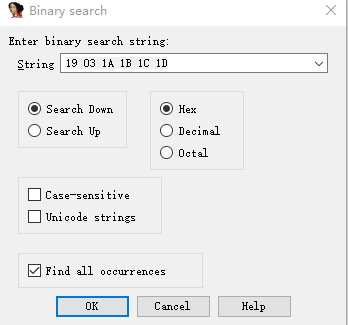 Binary search
Enter binary search string:
String 19 03 1A 1B 1C 1D
Search Down
Search Up
Hex
Decimal
Octal
Case-sensitive
Unicode strings
Find all occurrences
OK Cancel Help